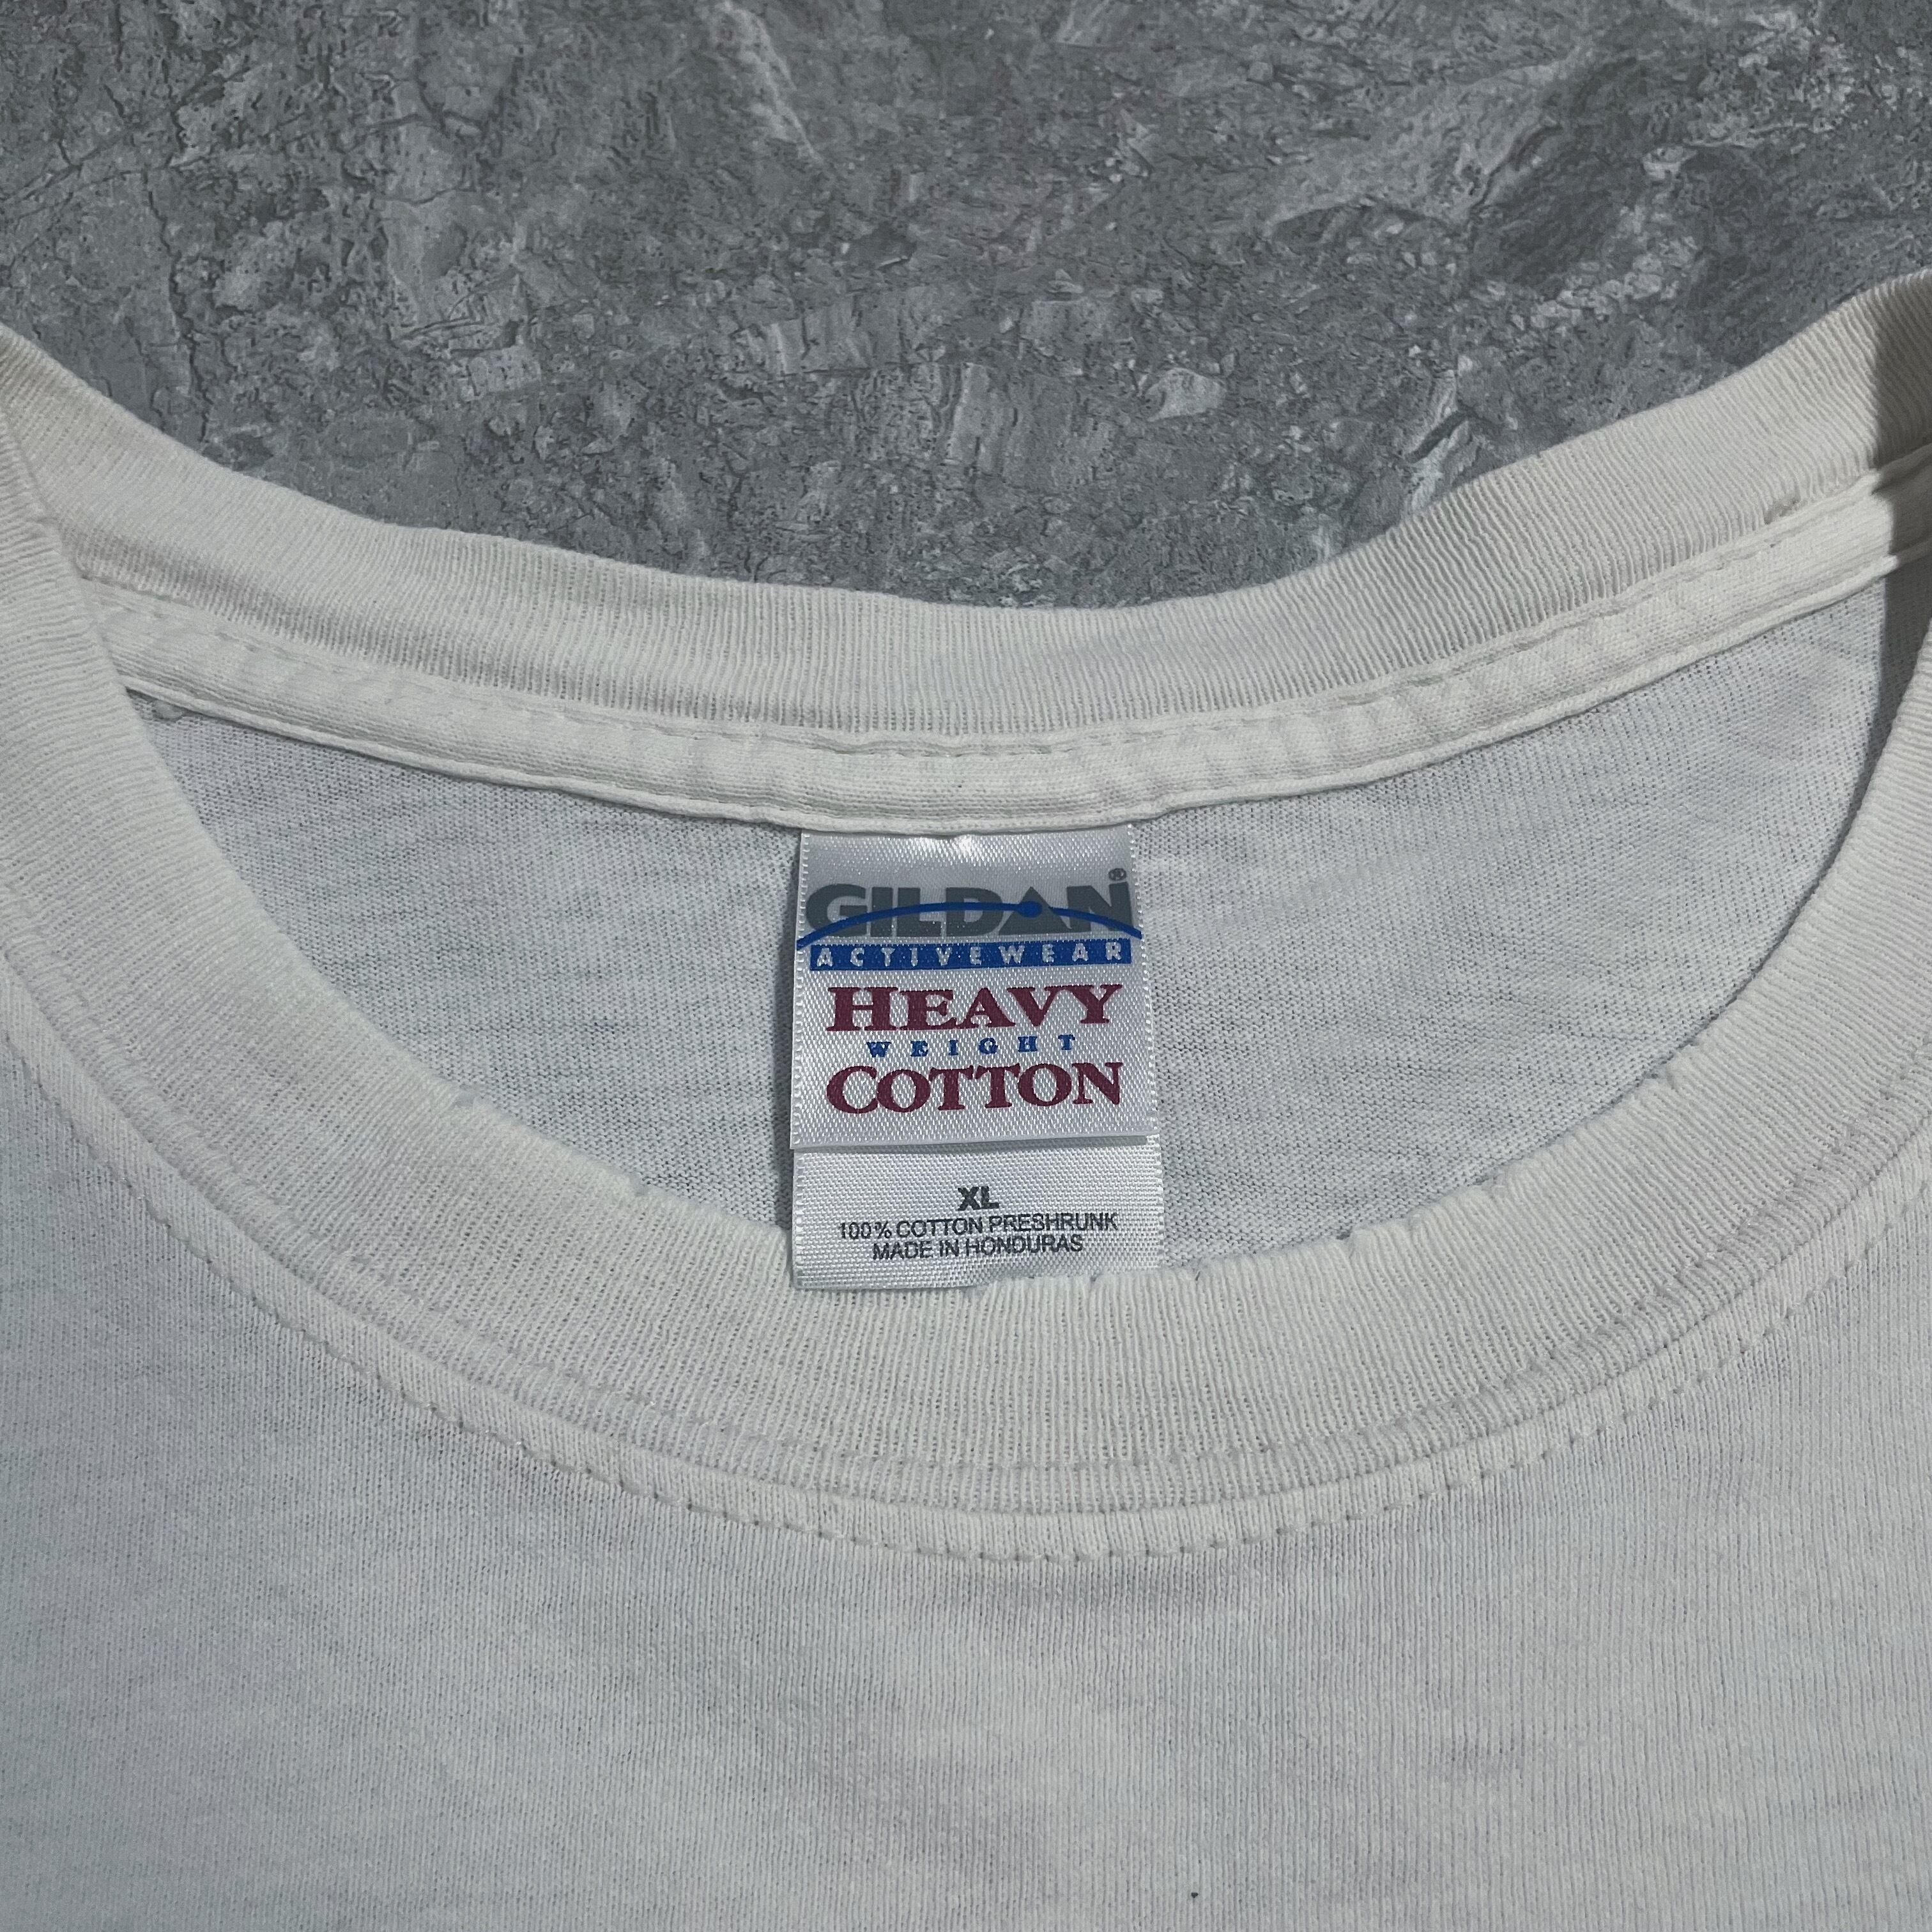 GILDAN®
ACTIVEWEAR
HEAVY
WEIGHT
COTTON
XL
100% COTTON PRESHRUNK
MADE IN HONDURAS